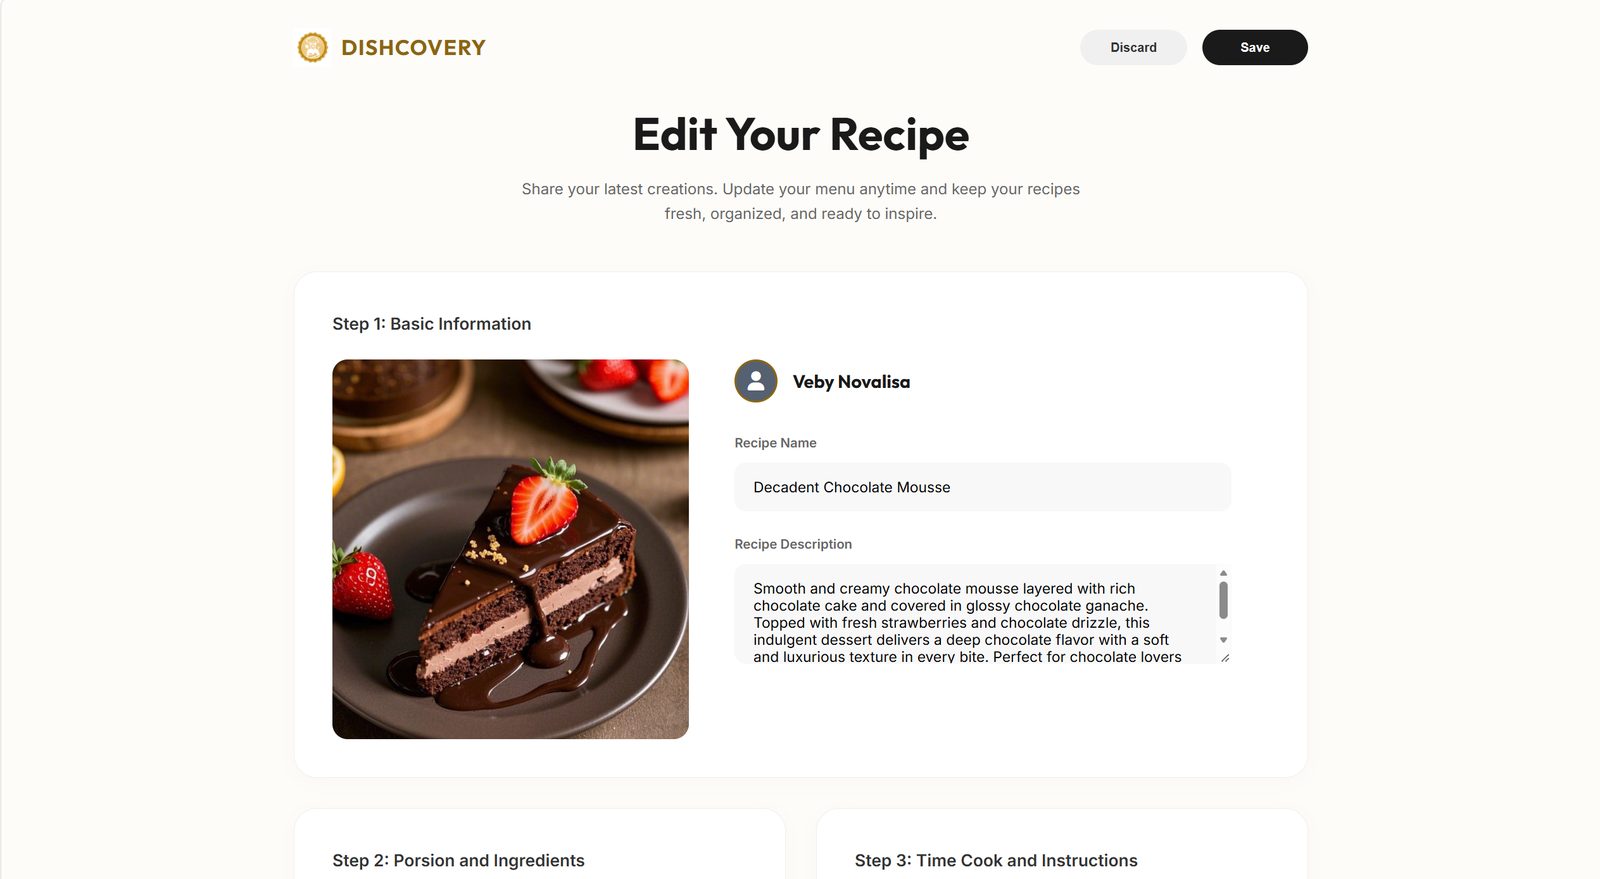 DISHCOVERY
Discard
Save
Edit Your Recipe
Share your latest creations. Update your menu anytime and keep your recipes
fresh, organized, and ready to inspire.
Step 1: Basic Information
Veby Novalisa
Recipe Name
Decadent Chocolate Mousse
Recipe Description
Smooth and creamy chocolate mousse layered with rich
chocolate cake and covered in glossy chocolate ganache.
Topped with fresh strawberries and chocolate drizzle, this
indulgent dessert delivers a deep chocolate flavor with a soft
and luxurious texture in every bite. Perfect for chocolate lovers
Step 2: Porsion and Ingredients
Step 3: Time Cook and Instructions